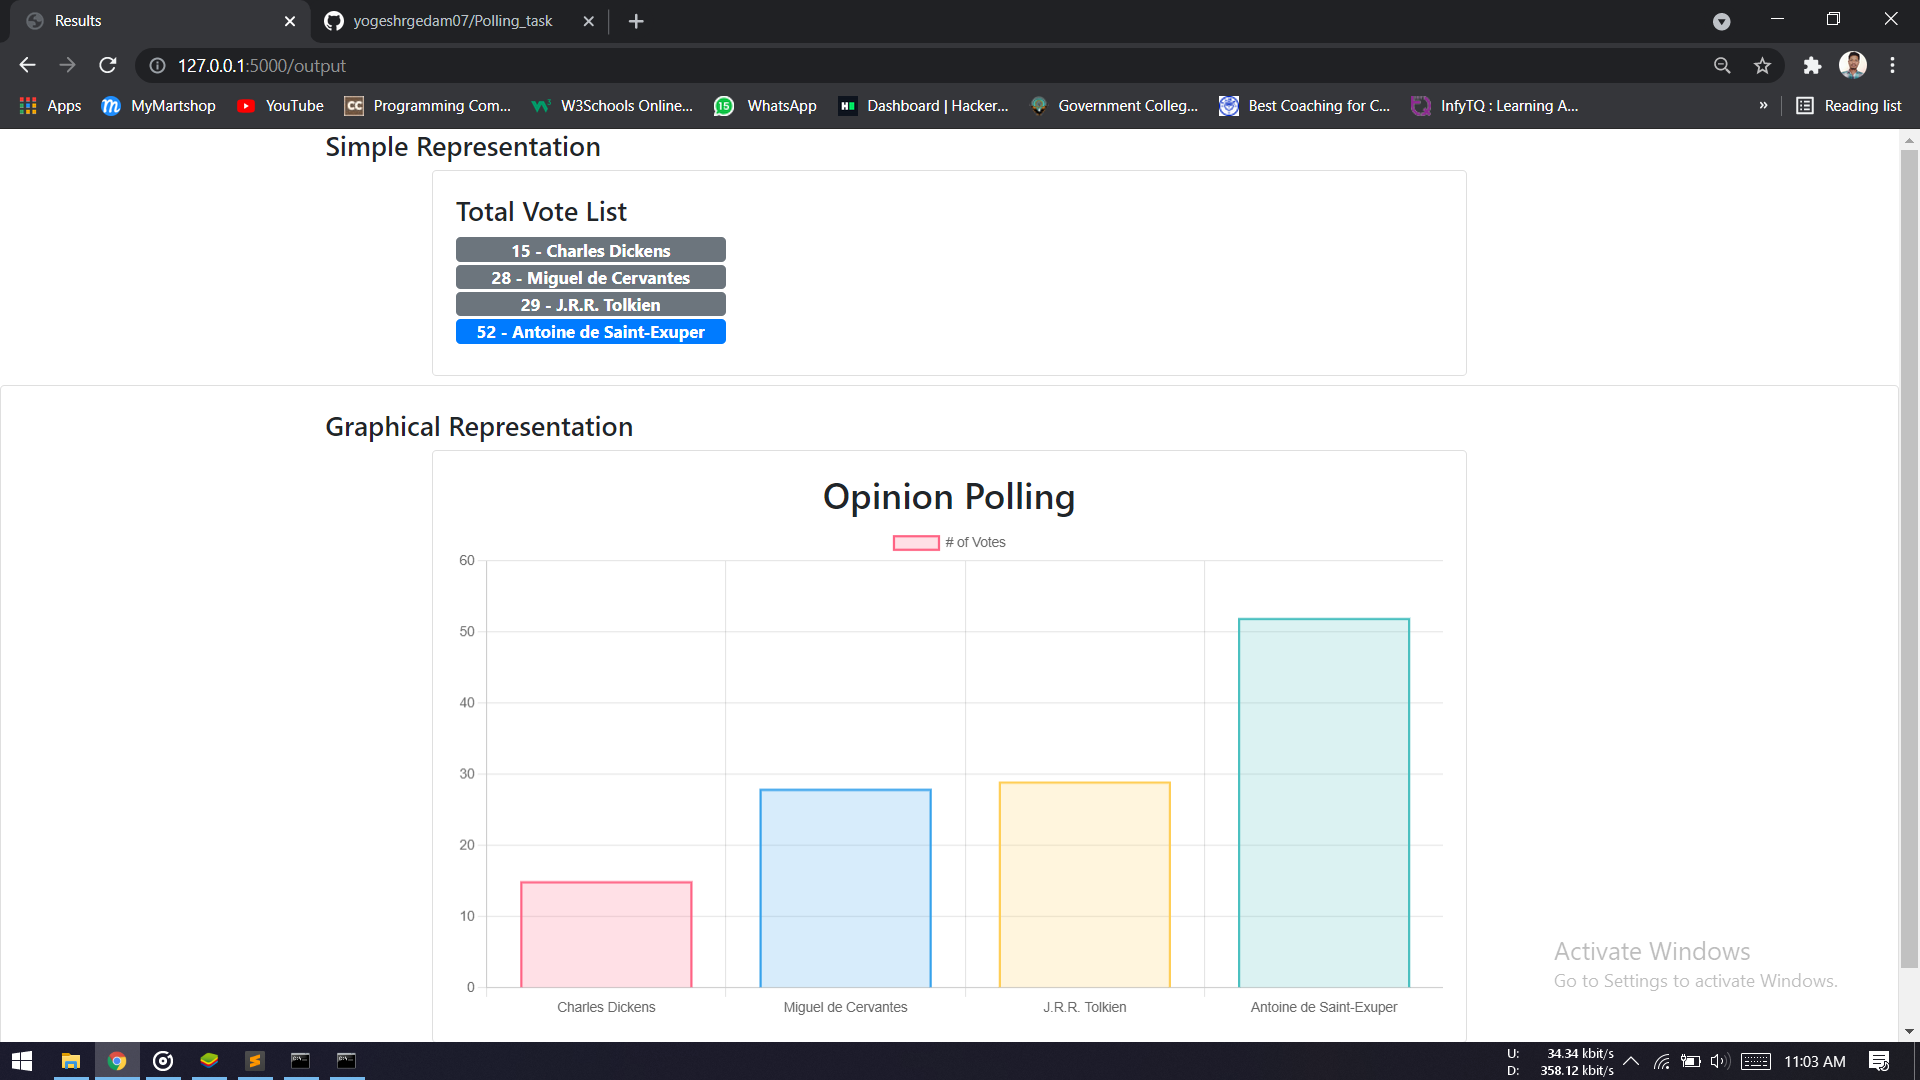 Results
yogeshrgedam07/Polling_task
127.0.0.1:5000/output
Apps
MyMartshop
YouTube
CC
Programming Com...
W3Schools Online...
15
WhatsApp
Dashboard | Hacker...
Government Colleg...
Best Coaching for C...
InfyTQ : Learning A...
»
Reading list
Simple Representation
Total Vote List
15 - Charles Dickens
28 - Miguel de Cervantes
29 - J.R.R. Tolkien
52 - Antoine de Saint-Exuper
Graphical Representation
Opinion Polling
# of Votes
60
50
40
30
20
10
0
Charles Dickens
Miguel de Cervantes
J.R.R. Tolkien
Antoine de Saint-Exuper
Activate Windows
Go to Settings to activate Windows.
U: 34.34 kbit/s
D: 358.12 kbit/s
11:03 AM